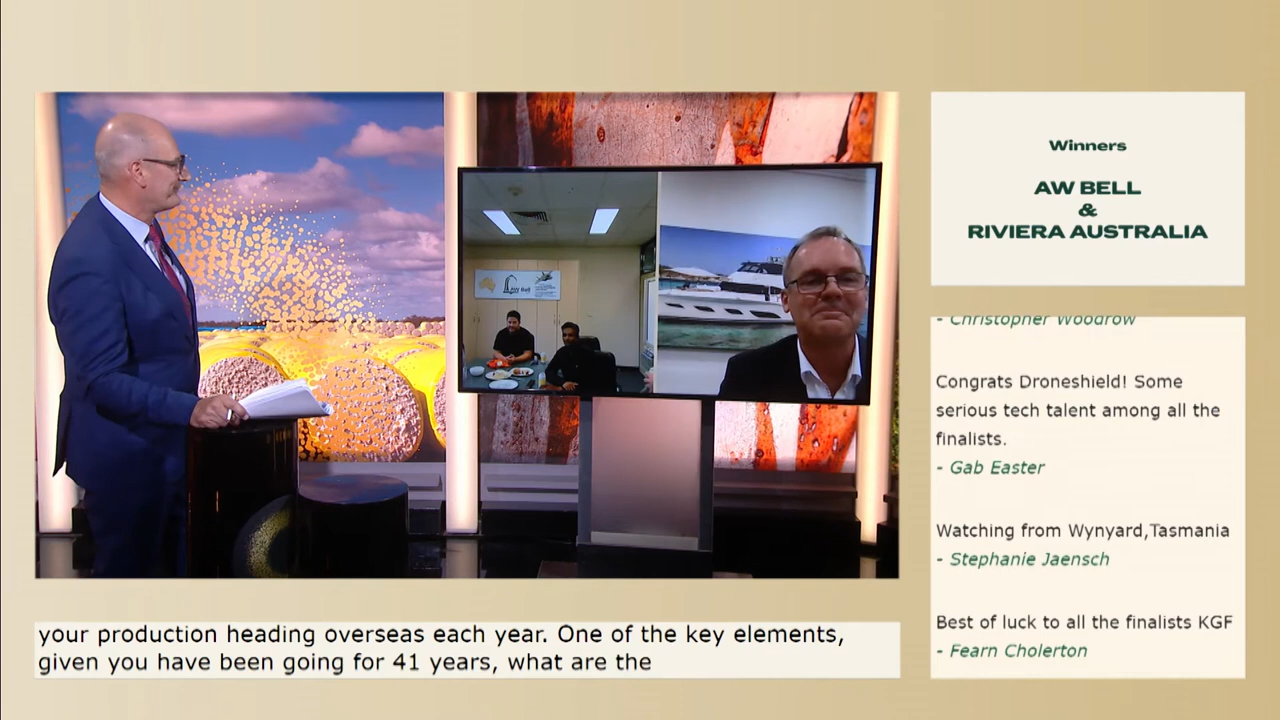 AW Bell
your production heading overseas each year. One of the key elements,
given you have been going for 41 years, what are the
Winners
AW BELL
&
RIVIERA AUSTRALIA
- Christopher Woodrow
Congrats Droneshield! Some
serious tech talent among all the
finalists.
- Gab Easter
Watching from Wynyard,Tasmania
- Stephanie Jaensch
Best of luck to all the finalists KGF
- Fearn Cholerton